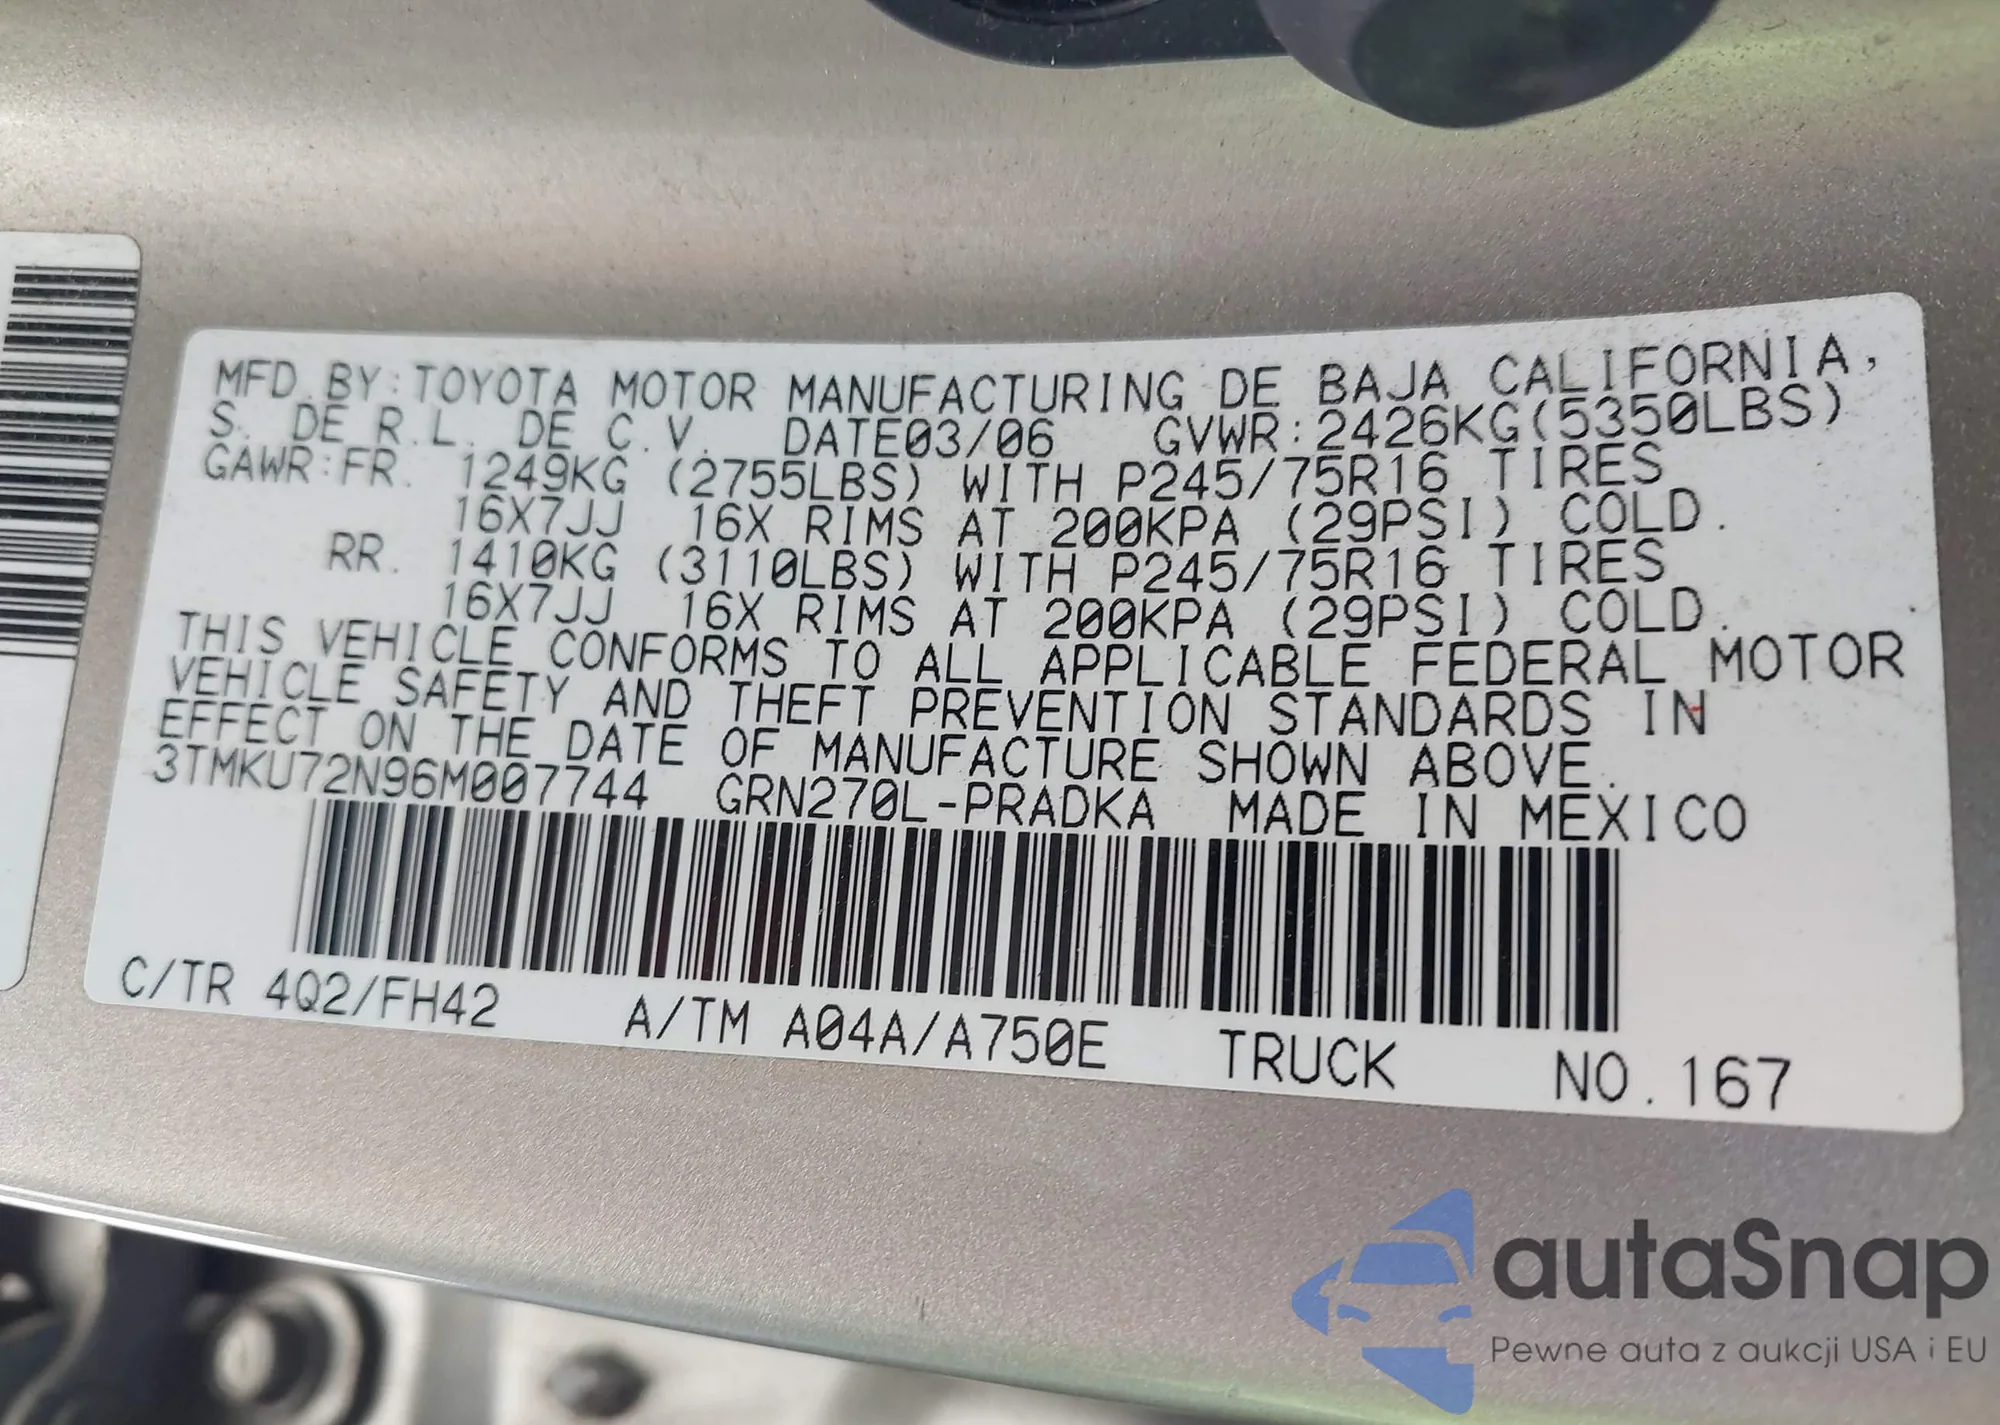 MFD.BY:TOYOTA MOTOR MANUFACTURING DE BAJA CALIFORNIA,
S. DE R.L. DE C.V. DATE03/06 GVWR:2426KG(5350LBS)
GAWR:FR. 1249KG (2755LBS) WITH P245/75R16 TIRES
16X7JJ 16X RIMS AT 200KPA (29PSI) COLD.
RR. 1410KG (3110LBS) WITH P245/75R16 TIRES
16X7JJ 16X RIMS AT 200KPA (29PSI) COLD.
THIS VEHICLE CONFORMS TO ALL APPLICABLE FEDERAL MOTOR
VEHICLE SAFETY AND THEFT PREVENTION STANDARDS IN
EFFECT ON THE DATE OF MANUFACTURE SHOWN ABOVE.
3TMKU72N96M007744 GRN270L-PRADKA MADE IN MEXICO
C/TR 4Q2/FH42 A/TM A04A/A750E TRUCK NO.167
autaSnap
Pewne auta z aukcji USA i EU